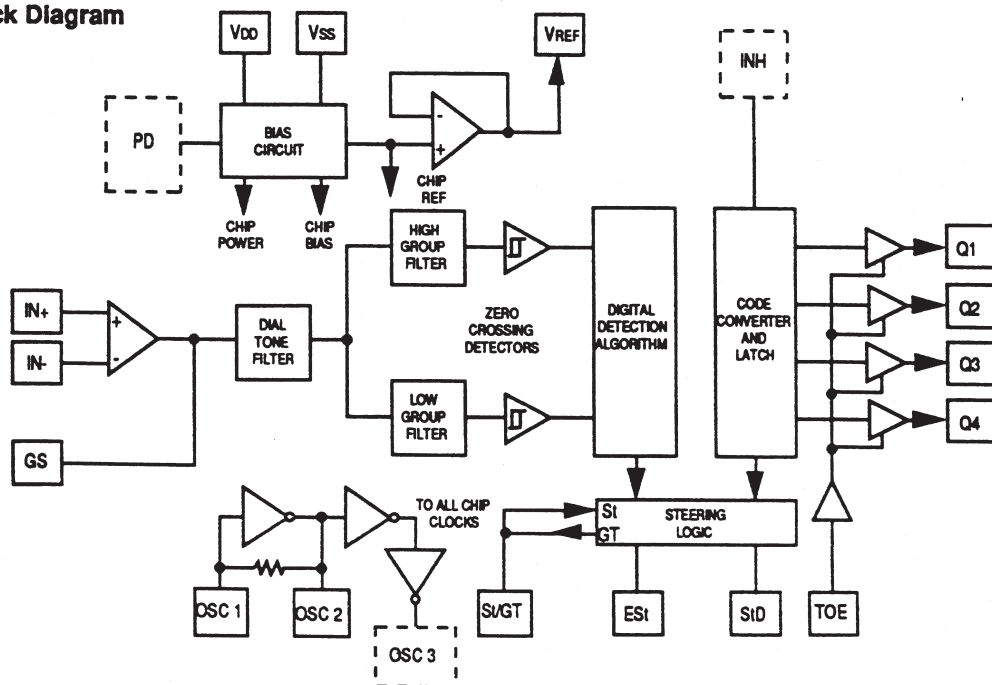 ck Diagram
VDD
VSS
VREF
INH
PD
BIAS
CIRCUIT
-
+
CHIP
REF
CHIP
POWER
CHIP
BIAS
HIGH
GROUP
FILTER
IN+
IN-
+
-
DIAL
TONE
FILTER
ZERO
CROSSING
DETECTORS
DIGITAL
DETECTION
ALGORITHM
CODE
CONVERTER
AND
LATCH
Q1
Q2
Q3
Q4
LOW
GROUP
FILTER
GS
TO ALL CHIP
CLOCKS
St
GT
STEERING
LOGIC
OSC 1
OSC 2
OSC 3
St/GT
ESt
StD
TOE